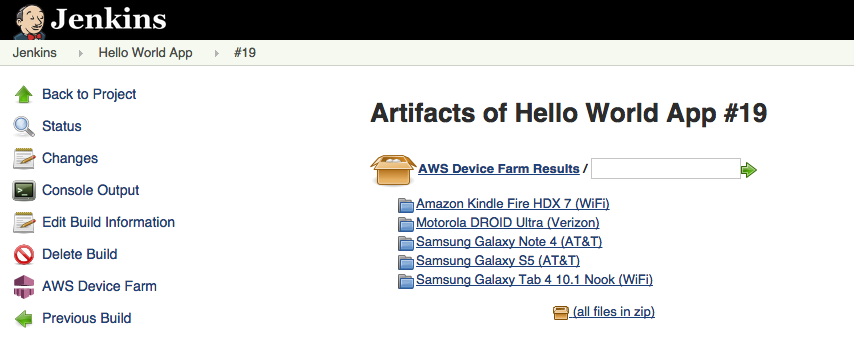 Jenkins
Jenkins Hello World App #19
Back to Project
Status
Changes
Console Output
Edit Build Information
Delete Build
AWS Device Farm
Previous Build
Artifacts of Hello World App #19
AWS Device Farm Results /
Amazon Kindle Fire HDX 7 (WiFi)
Motorola DROID Ultra (Verizon)
Samsung Galaxy Note 4 (AT&T)
Samsung Galaxy S5 (AT&T)
Samsung Galaxy Tab 4 10.1 Nook (WiFi)
(all files in zip)